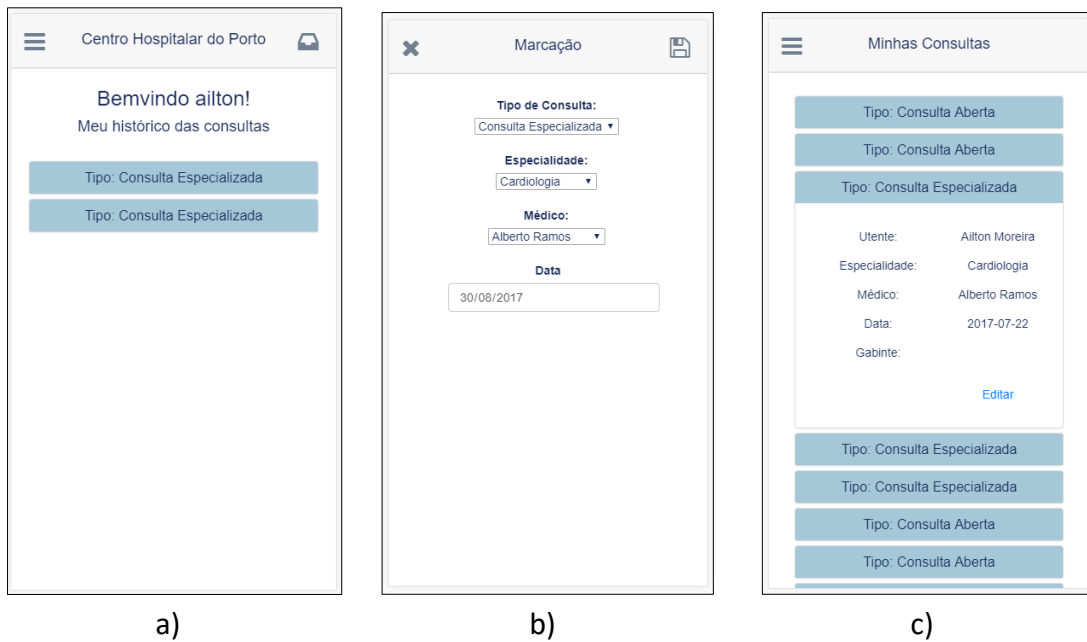 Centro Hospitalar do Porto
Bemvindo ailton!
Meu histórico das consultas
Tipo: Consulta Especializada
Tipo: Consulta Especializada
a)
Marcação
Tipo de Consulta:
Consulta Especializada
Especialidade:
Cardiologia
Médico:
Alberto Ramos
Data
30/08/2017
b)
Minhas Consultas
Tipo: Consulta Aberta
Tipo: Consulta Aberta
Tipo: Consulta Especializada
Utente: Ailton Moreira
Especialidade: Cardiologia
Médico: Alberto Ramos
Data: 2017-07-22
Gabinte:
Editar
Tipo: Consulta Especializada
Tipo: Consulta Especializada
Tipo: Consulta Aberta
Tipo: Consulta Aberta
c)